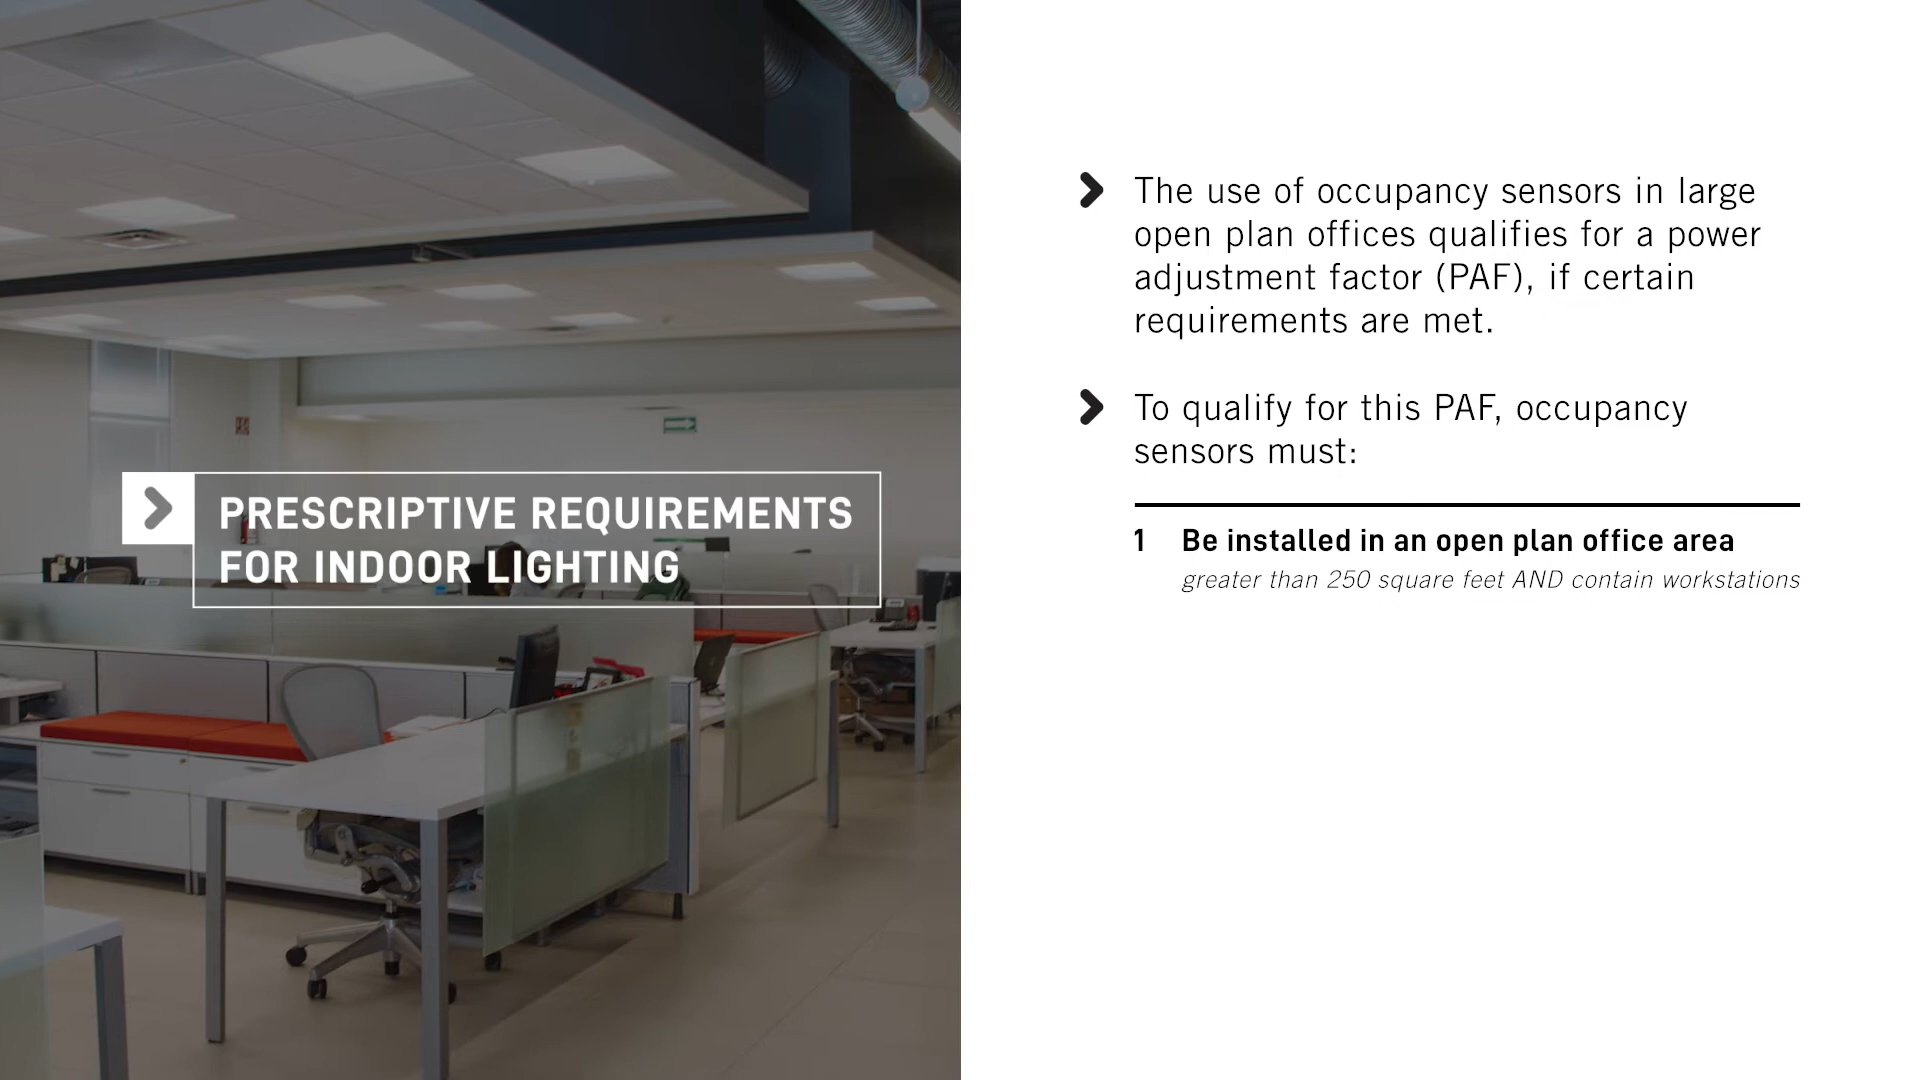 PRESCRIPTIVE REQUIREMENTS
FOR INDOOR LIGHTING
The use of occupancy sensors in large
open plan offices qualifies for a power
adjustment factor (PAF), if certain
requirements are met.
To qualify for this PAF, occupancy
sensors must:
1 Be installed in an open plan office area
greater than 250 square feet AND contain workstations